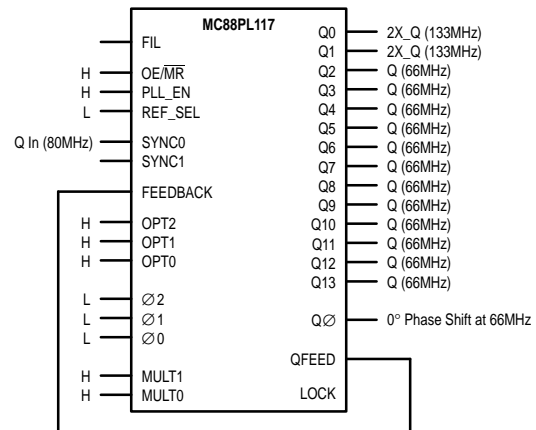 MC88PL117
FIL
Q0 2X_Q (133MHz)
Q1 2X_Q (133MHz)
H OE/MR Q2 Q (66MHz)
H PLL_EN Q3 Q (66MHz)
L REF_SEL Q4 Q (66MHz)
Q5 Q (66MHz)
Q In (80MHz) SYNC0 Q6 Q (66MHz)
SYNC1 Q7 Q (66MHz)
FEEDBACK Q8 Q (66MHz)
Q9 Q (66MHz)
H OPT2 Q10 Q (66MHz)
H OPT1 Q11 Q (66MHz)
H OPT0 Q12 Q (66MHz)
Q13 Q (66MHz)
L ∅2
L ∅1 Q∅ 0° Phase Shift at 66MHz
L ∅0
QFEED
H MULT1
H MULT0 LOCK